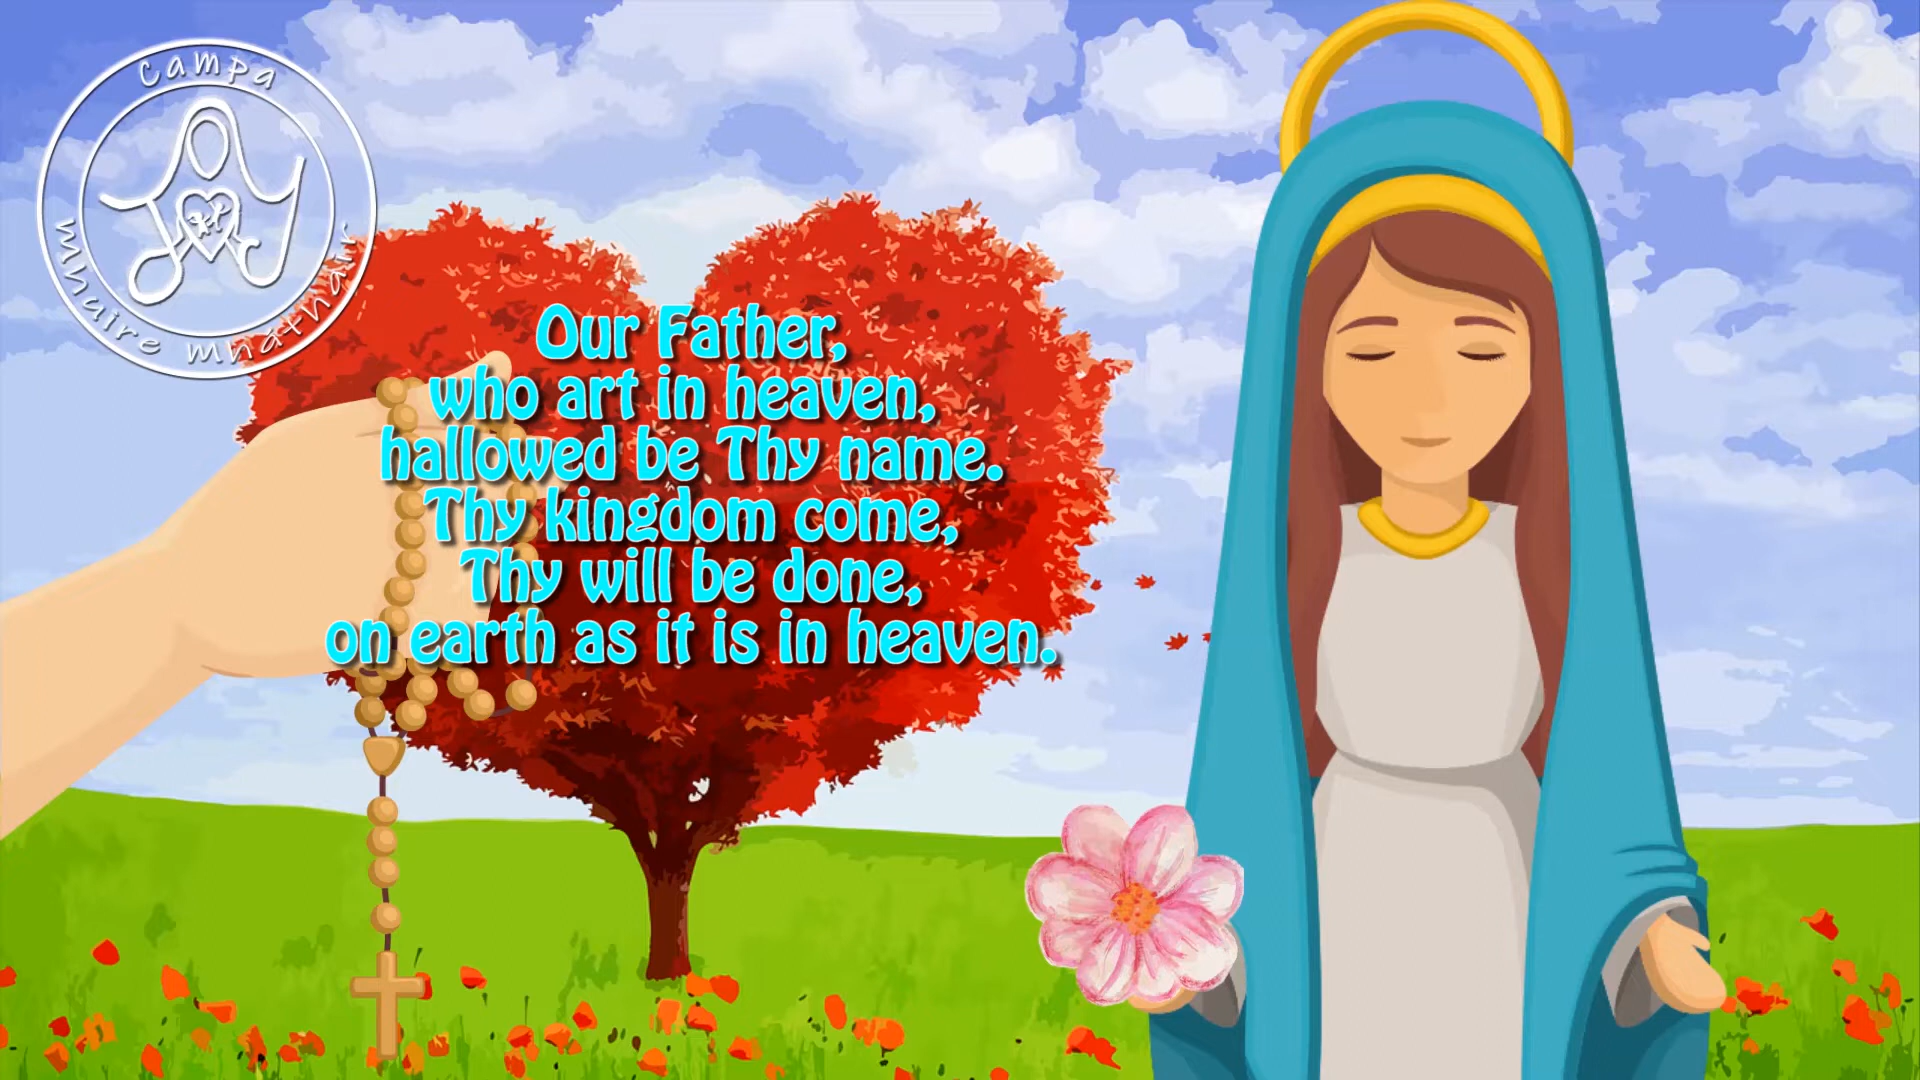 Campa
Mhuire Mháthair
Our Father,
who art in heaven,
hallowed be Thy name.
Thy kingdom come,
Thy will be done,
on earth as it is in heaven.